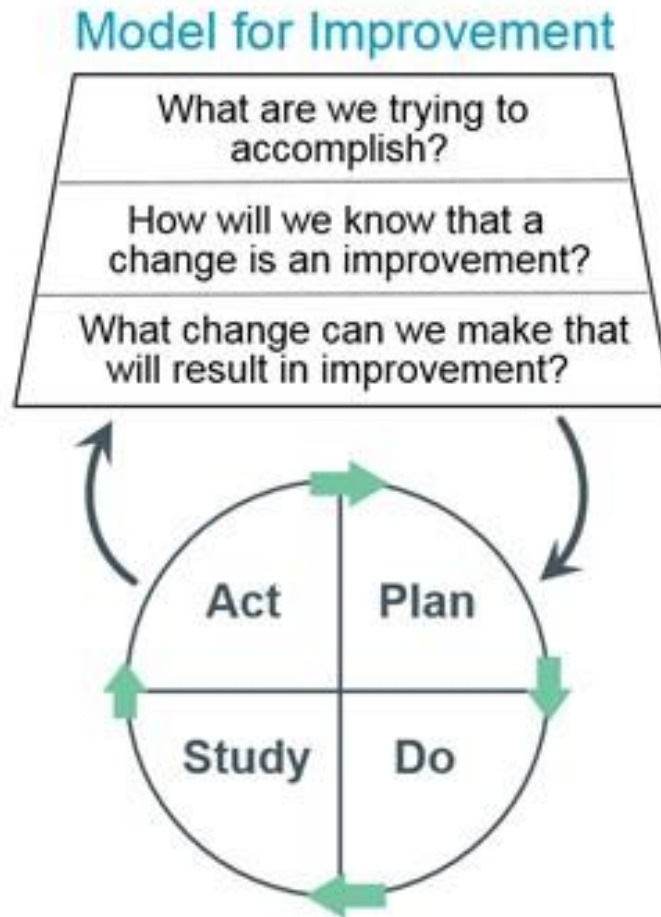 Model for Improvement
What are we trying to
accomplish?
How will we know that a
change is an improvement?
What change can we make that
will result in improvement?
Act
Plan
Study
Do